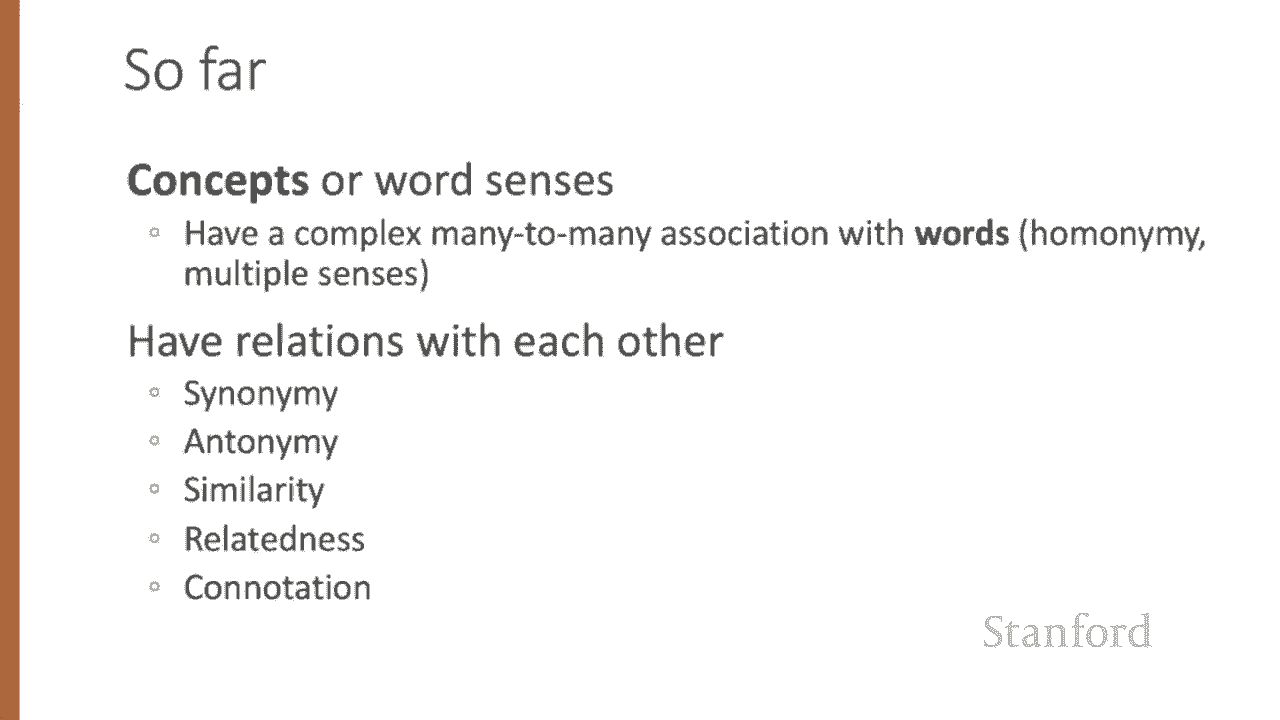 So far
Concepts or word senses
◦ Have a complex many-to-many association with words (homonymy,
multiple senses)
Have relations with each other
◦ Synonymy
◦ Antonymy
◦ Similarity
◦ Relatedness
◦ Connotation
Stanford